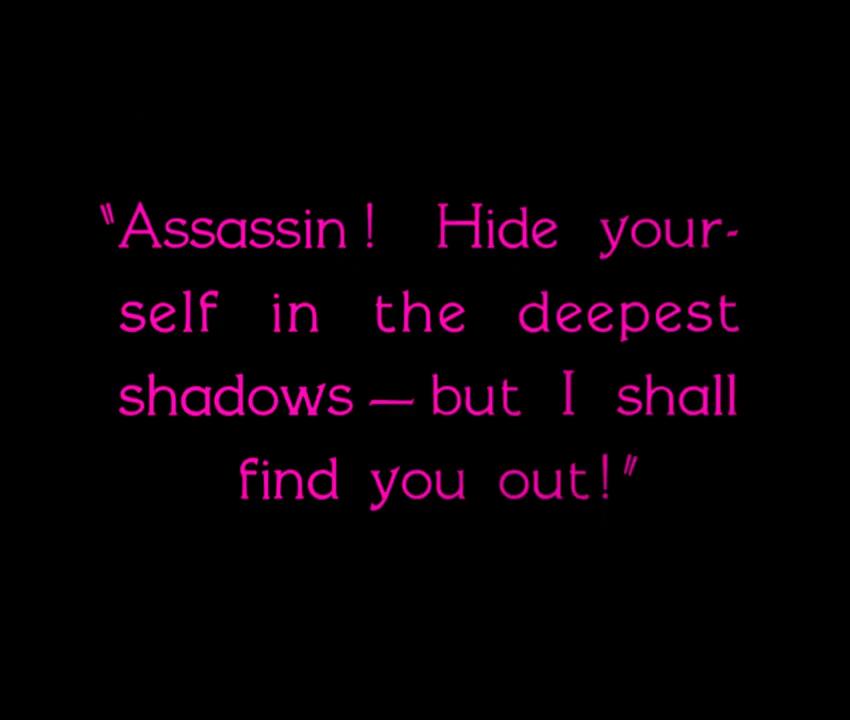 "Assassin! Hide your-
self in the deepest
shadows — but I shall
find you out!"